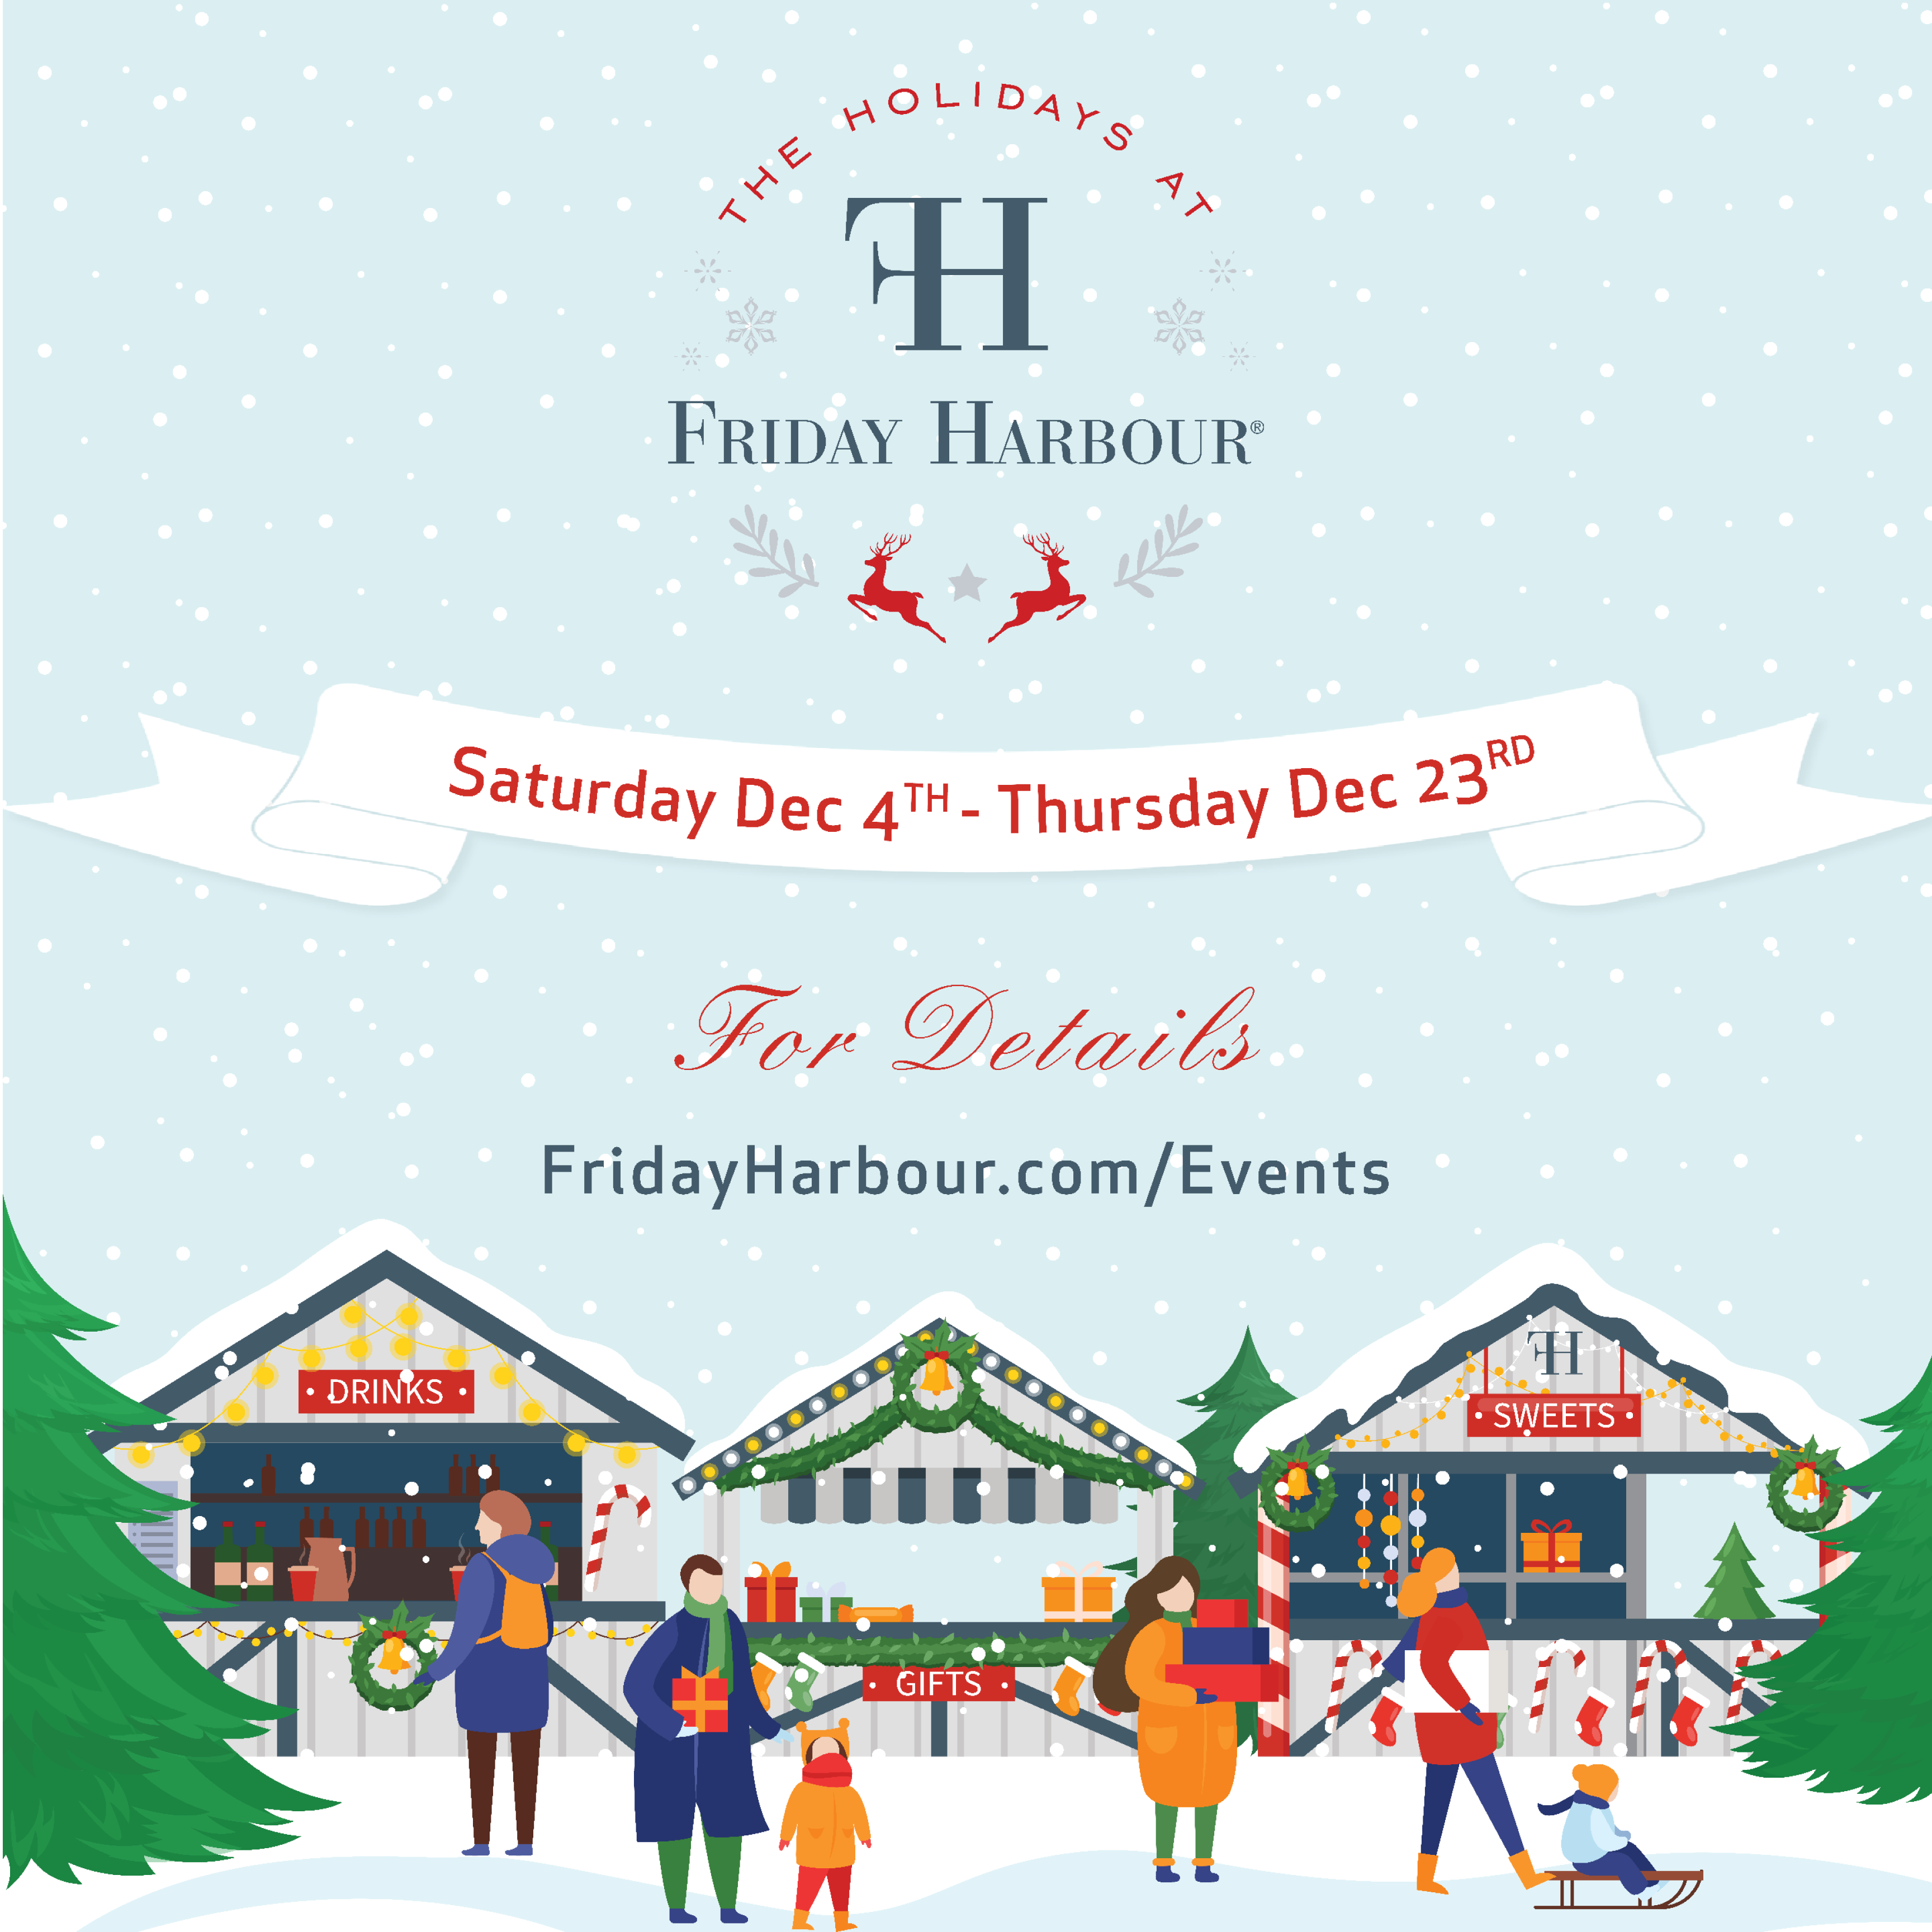 THE HOLIDAYS AT
FH
FRIDAY HARBOUR®
Saturday Dec 4TH - Thursday Dec 23RD
For Details
FridayHarbour.com/Events
• DRINKS •
FH
• SWEETS •
• GIFTS •